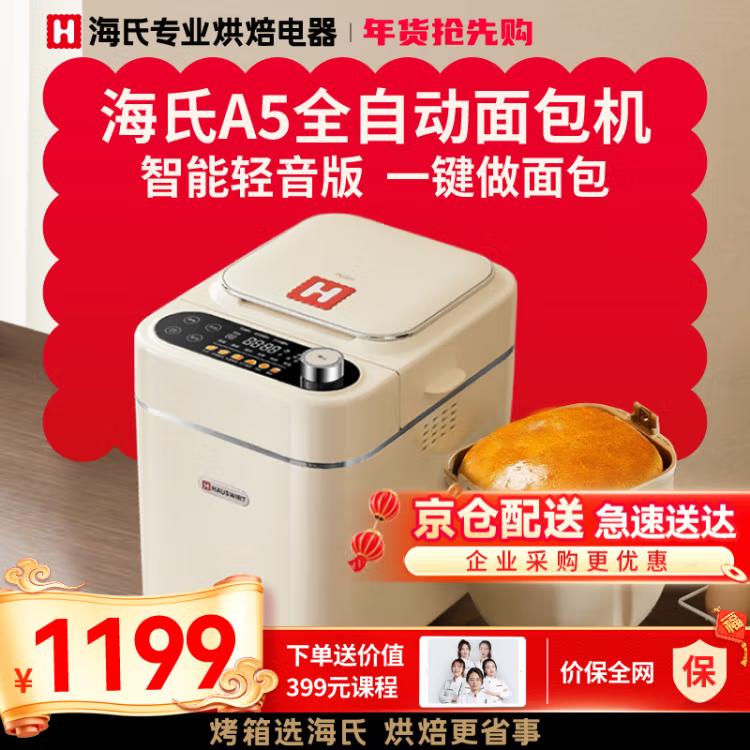 H 海氏专业烘焙电器 年货抢先购
海氏A5全自动面包机
智能轻音版 一键做面包
H
8888
H HAUSWIRT
京仓配送 急速送达
企业采购更优惠
¥1199
下单送价值
399元课程
价保全网
保
福
烤箱选海氏 烘焙更省事